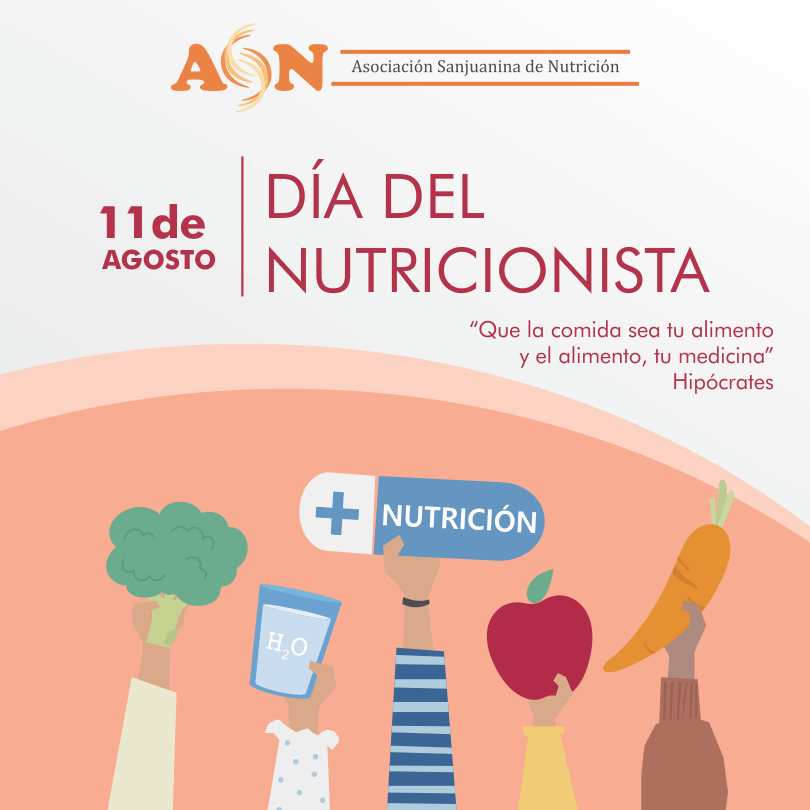 ASN
Asociación Sanjuanina de Nutrición
11de
AGOSTO
DÍA DEL
NUTRICIONISTA
“Que la comida sea tu alimento
y el alimento, tu medicina”
Hipócrates
NUTRICIÓN
H₂O